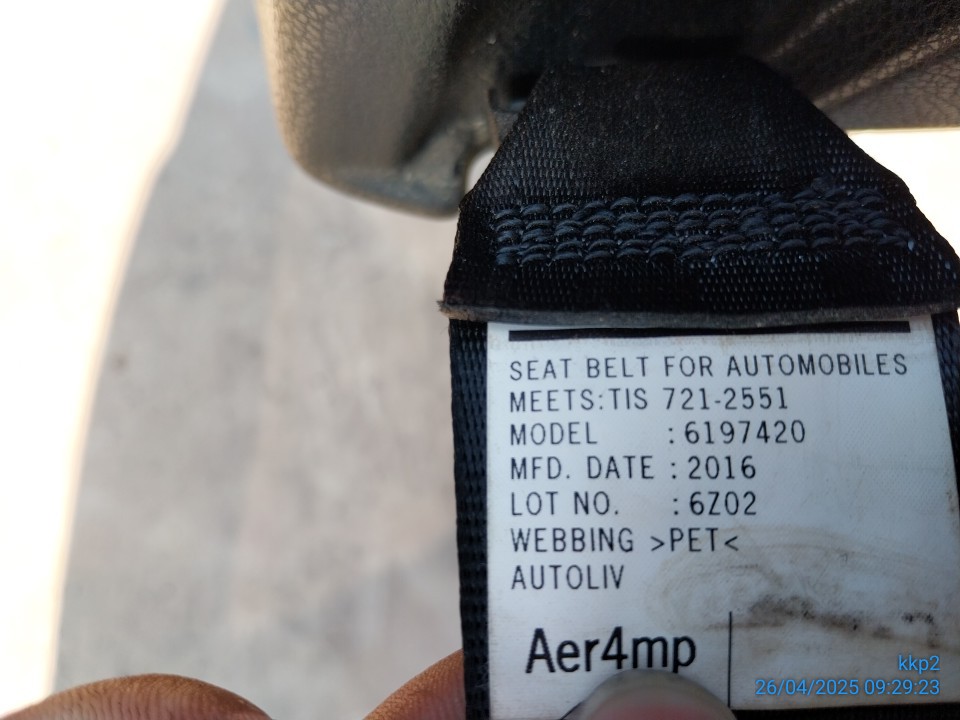 SEAT BELT FOR AUTOMOBILES
MEETS:TIS 721-2551
MODEL :6197420
MFD. DATE : 2016
LOT NO. : 6Z02
WEBBING >PET<
AUTOLIV
Aer4mp
kkp2
26/04/2025 09:29:23